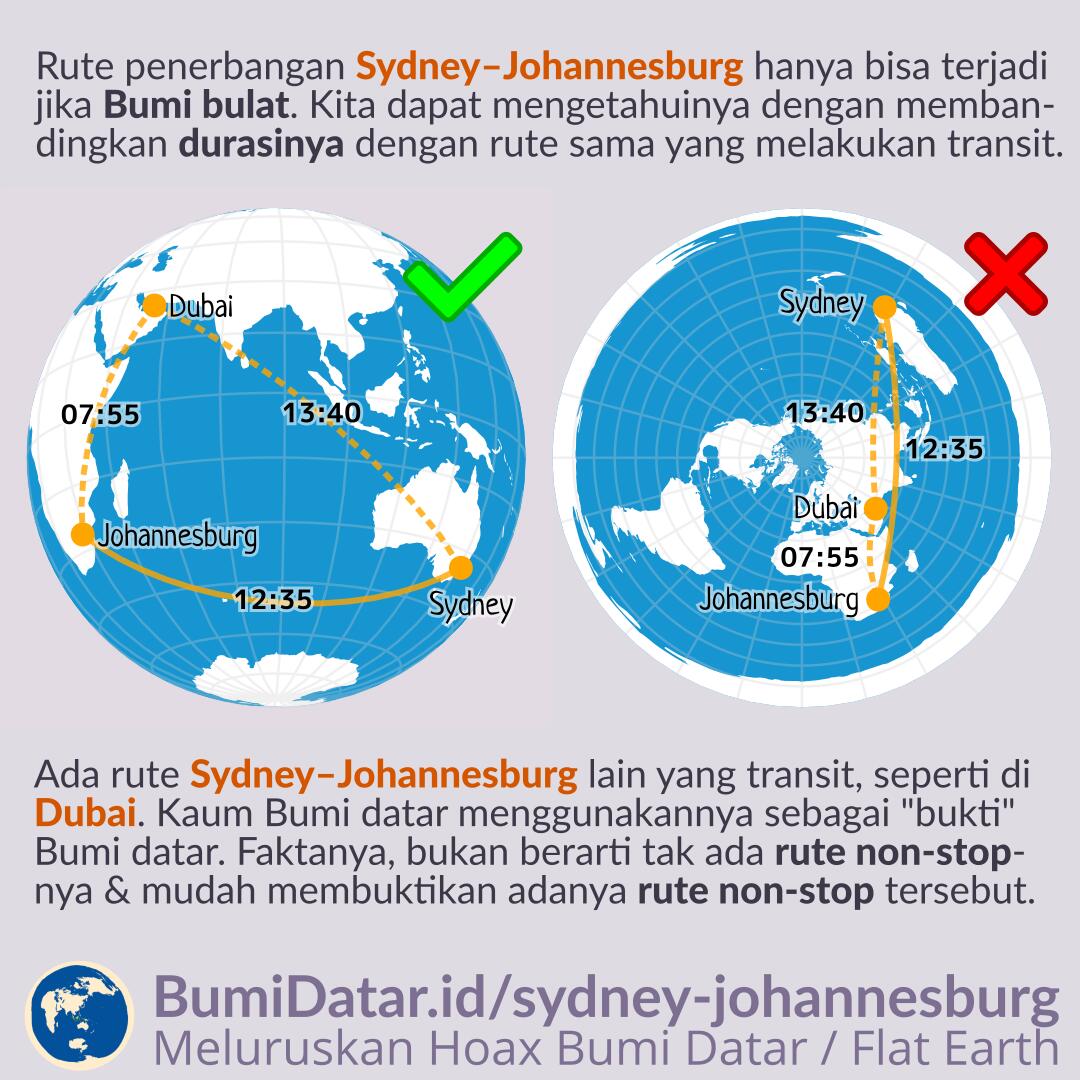 Rute penerbangan Sydney–Johannesburg hanya bisa terjadi
jika Bumi bulat. Kita dapat mengetahuinya dengan memban-
dingkan durasinya dengan rute sama yang melakukan transit.
Dubai
07:55
13:40
Johannesburg
12:35
Sydney
Sydney
13:40
12:35
Dubai
07:55
Johannesburg
Ada rute Sydney–Johannesburg lain yang transit, seperti di
Dubai. Kaum Bumi datar menggunakannya sebagai "bukti"
Bumi datar. Faktanya, bukan berarti tak ada rute non-stop-
nya & mudah membuktikan adanya rute non-stop tersebut.
BumiDatar.id/sydney-johannesburg
Meluruskan Hoax Bumi Datar / Flat Earth